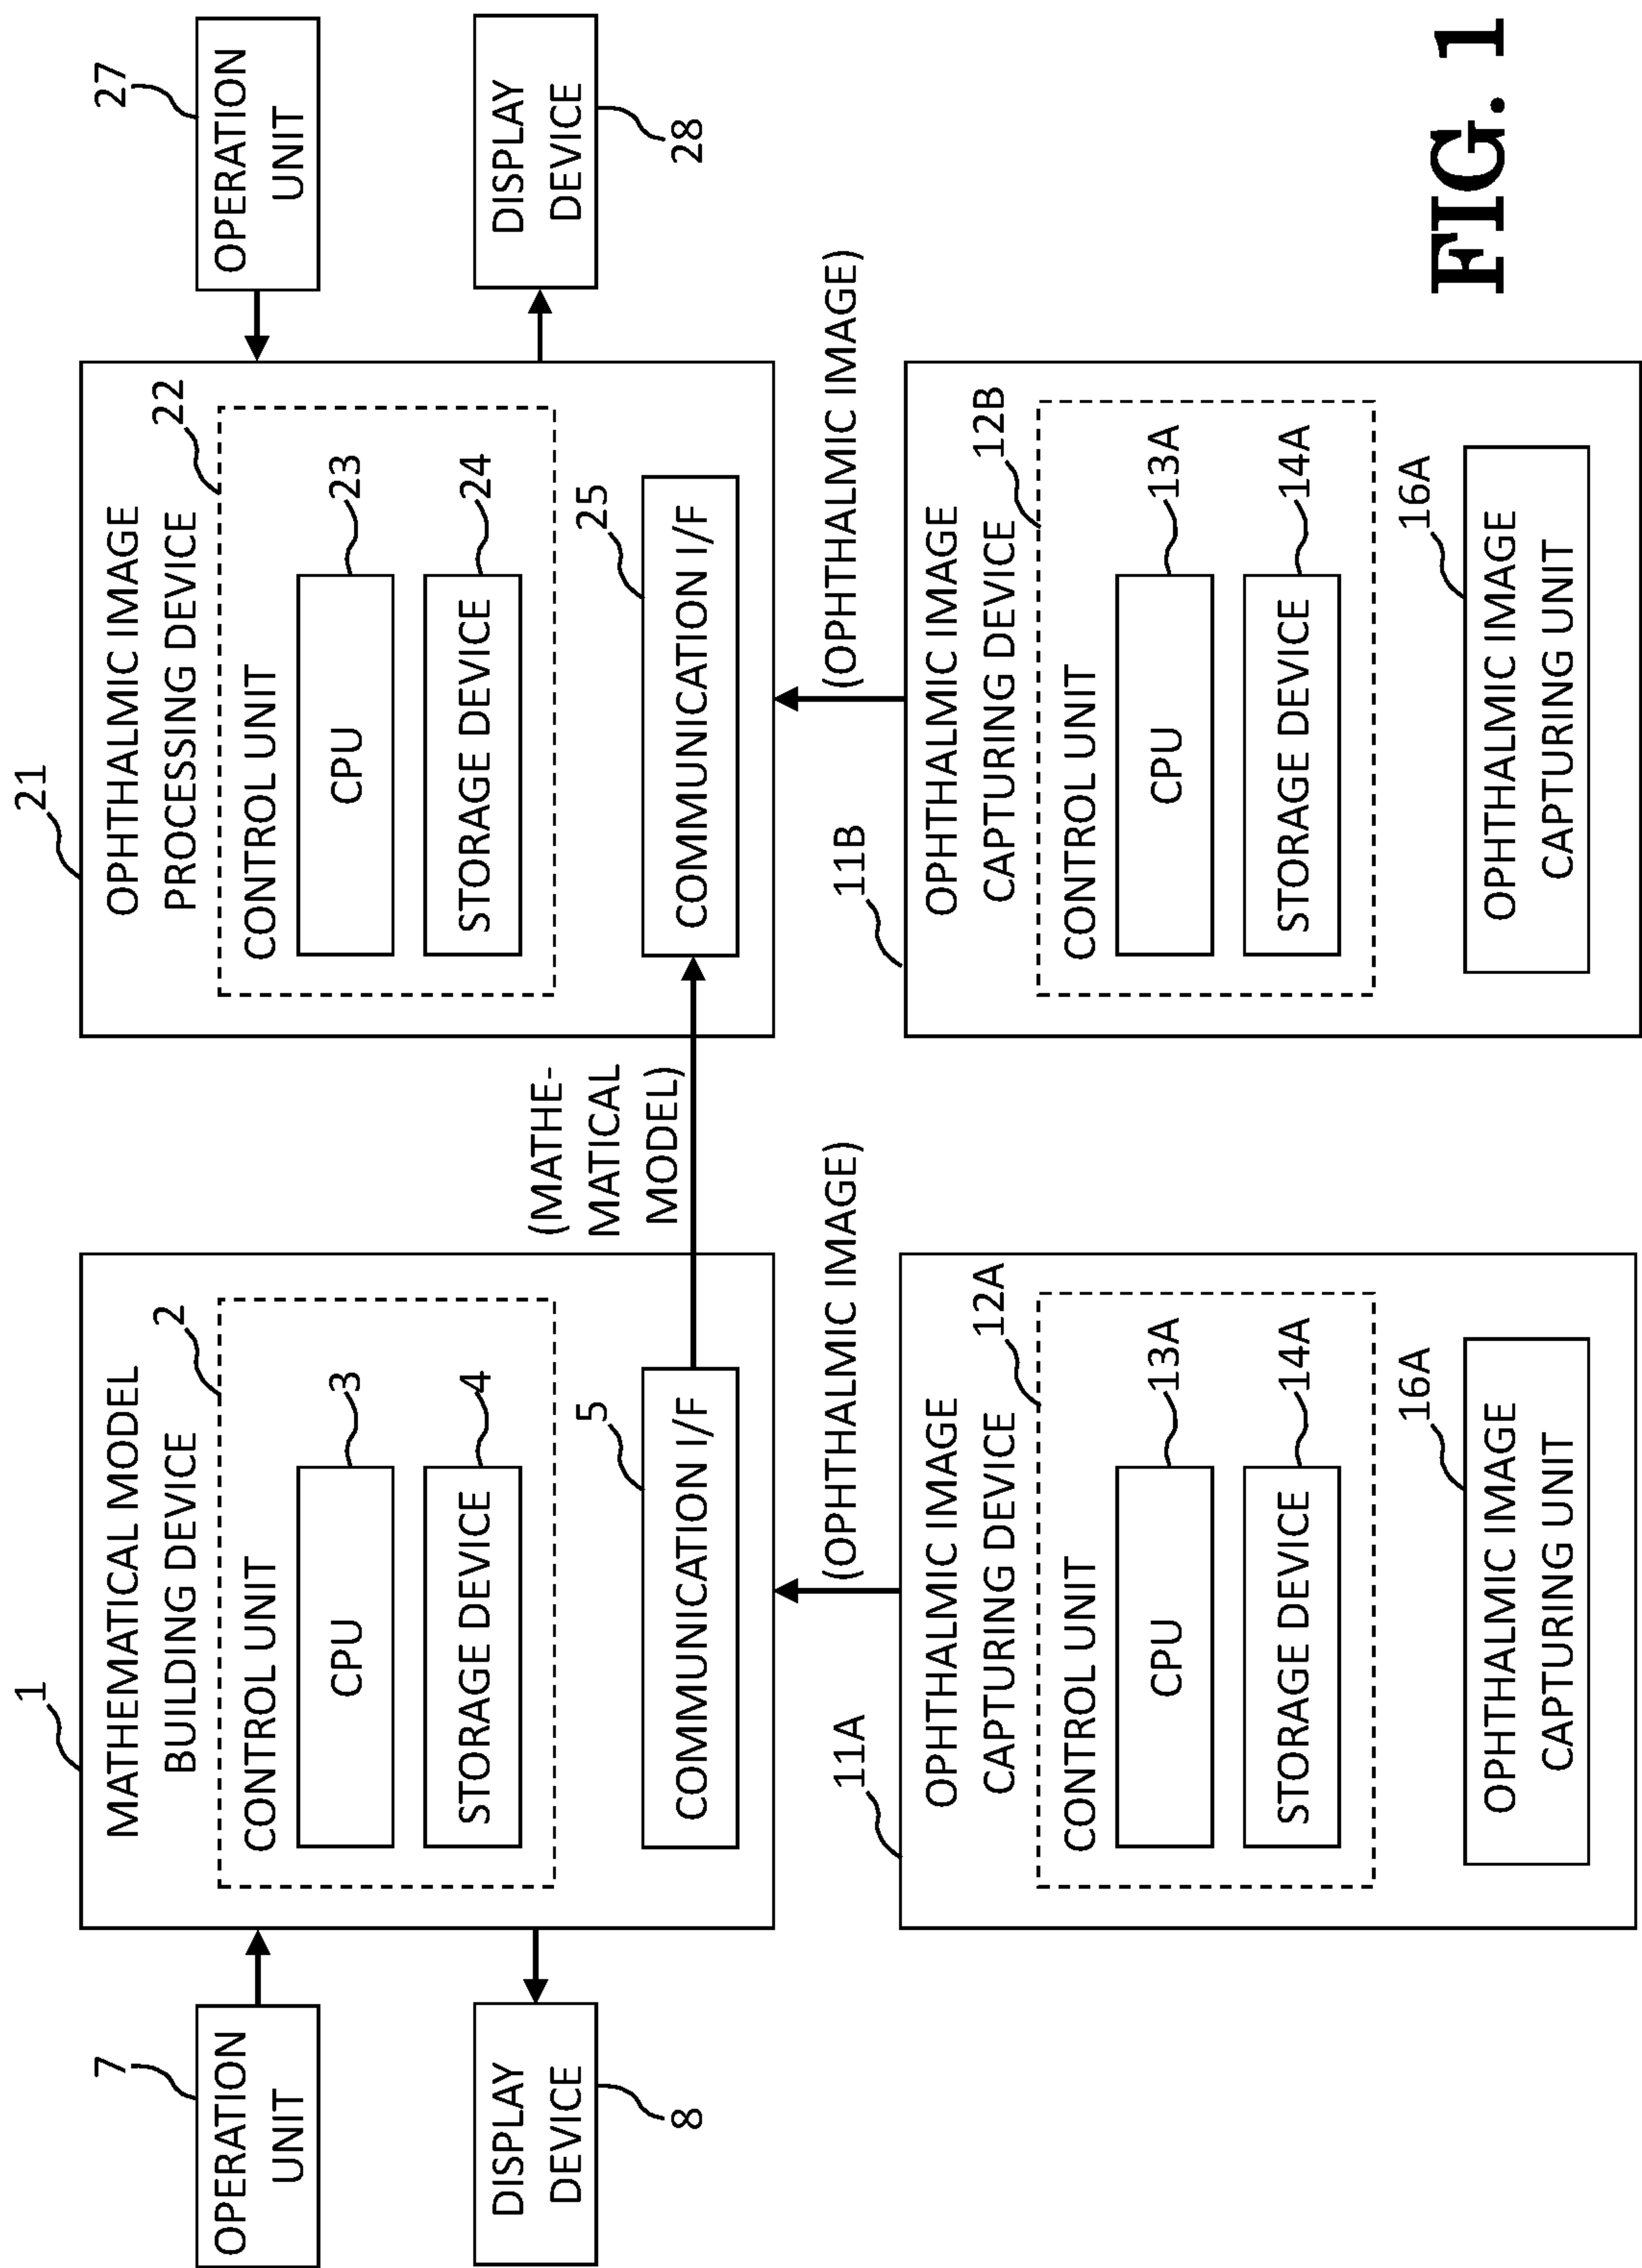 7
OPERATION
UNIT
DISPLAY
DEVICE
8
1
MATHEMATICAL MODEL
BUILDING DEVICE
2
CONTROL UNIT
CPU
3
STORAGE DEVICE
4
5
COMMUNICATION I/F
(MATHE-
MATICAL
MODEL)
21
OPHTHALMIC IMAGE
PROCESSING DEVICE
22
CONTROL UNIT
CPU
23
STORAGE DEVICE
24
25
COMMUNICATION I/F
27
OPERATION
UNIT
DISPLAY
DEVICE
28
(OPHTHALMIC IMAGE)
11A
OPHTHALMIC IMAGE
CAPTURING DEVICE
12A
CONTROL UNIT
CPU
13A
STORAGE DEVICE
14A
16A
OPHTHALMIC IMAGE
CAPTURING UNIT
(OPHTHALMIC IMAGE)
11B
OPHTHALMIC IMAGE
CAPTURING DEVICE
12B
CONTROL UNIT
CPU
13A
STORAGE DEVICE
14A
16A
OPHTHALMIC IMAGE
CAPTURING UNIT
FIG. 1